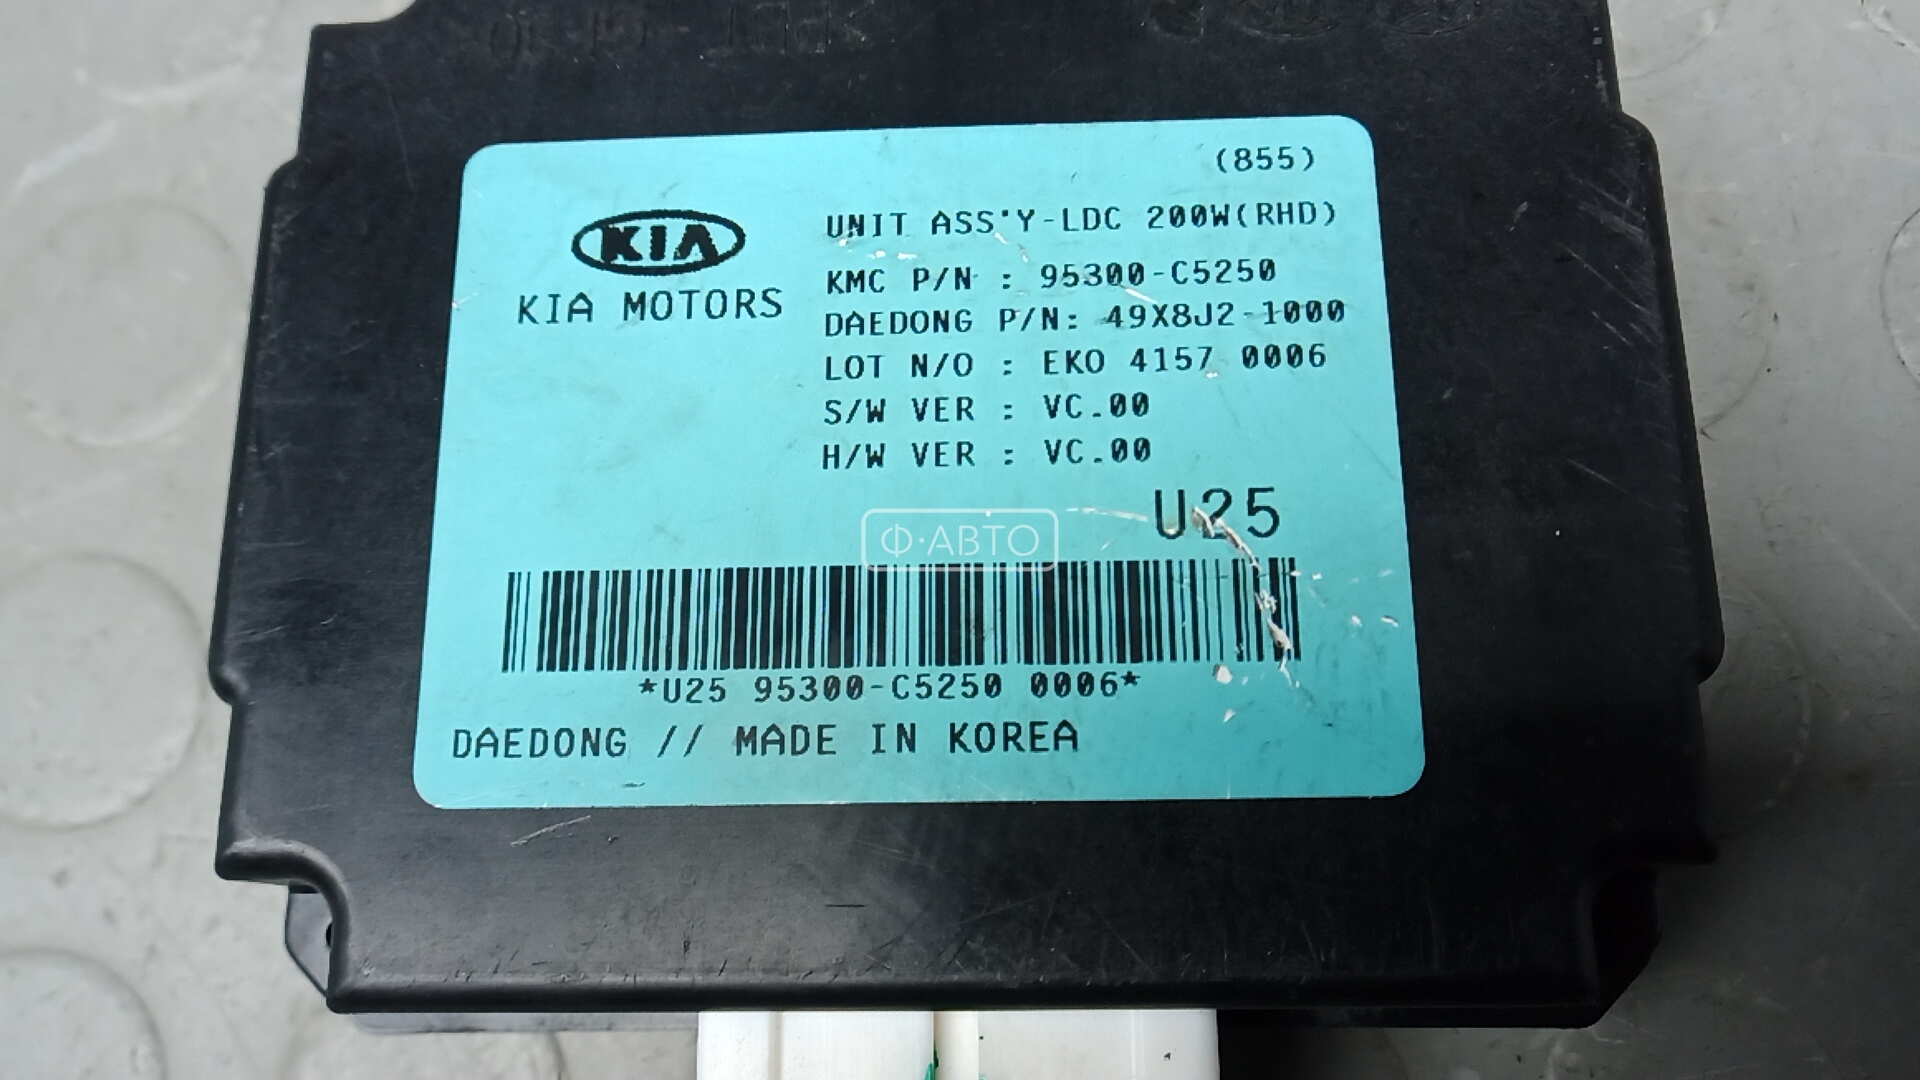 (855)
KIA
KIA MOTORS
UNIT ASS'Y-LDC 200W(RHD)
KMC P/N : 95300-C5250
DAEDONG P/N: 49X8J2-1000
LOT N/O : EKO 4157 0006
S/W VER : VC.00
H/W VER : VC.00
U25
Ф·АВТО
*U25 95300-C5250 0006*
DAEDONG // MADE IN KOREA